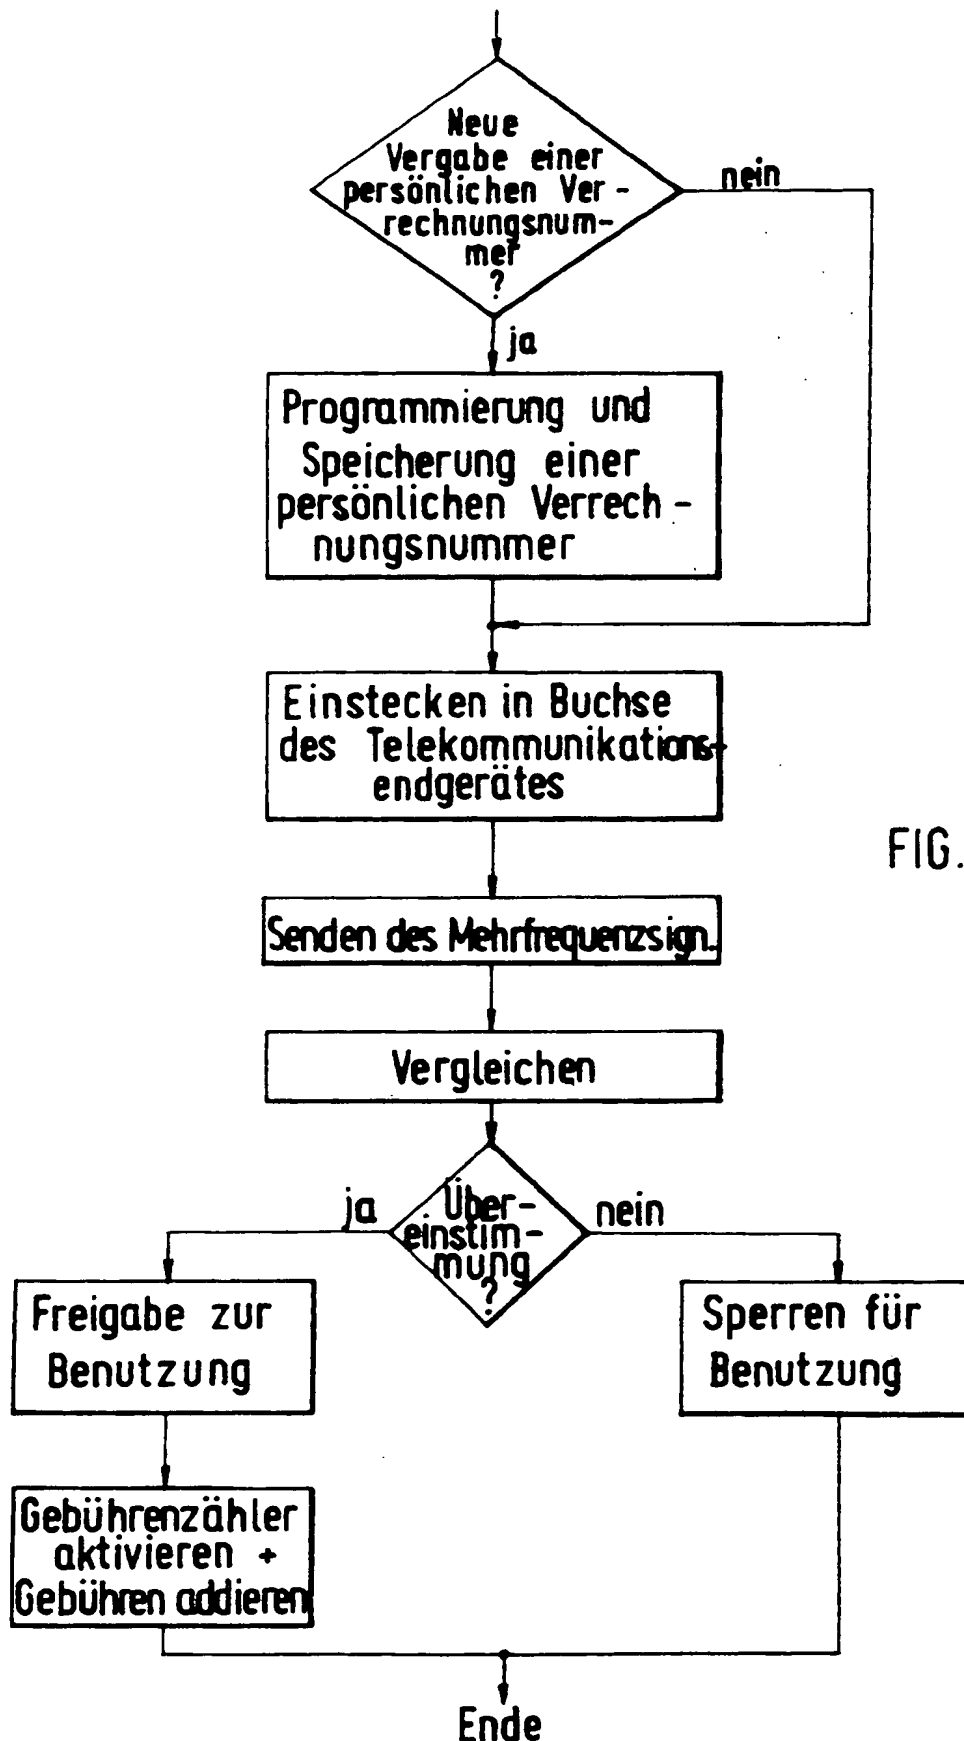 Neue
Vergabe einer
persönlichen Ver-
rechnungsnum-
mer
?
nein
ja
Programmierung und
Speicherung einer
persönlichen Verrech-
nungsnummer
Einstecken in Buchse
des Telekommunikations-
endgerätes
FIG.
Senden des Mehrfrequenzsign.
Vergleichen
Über-
einstim-
mung
?
ja
nein
Freigabe zur
Benutzung
Sperren für
Benutzung
Gebührenzähler
aktivieren +
Gebühren addieren
Ende